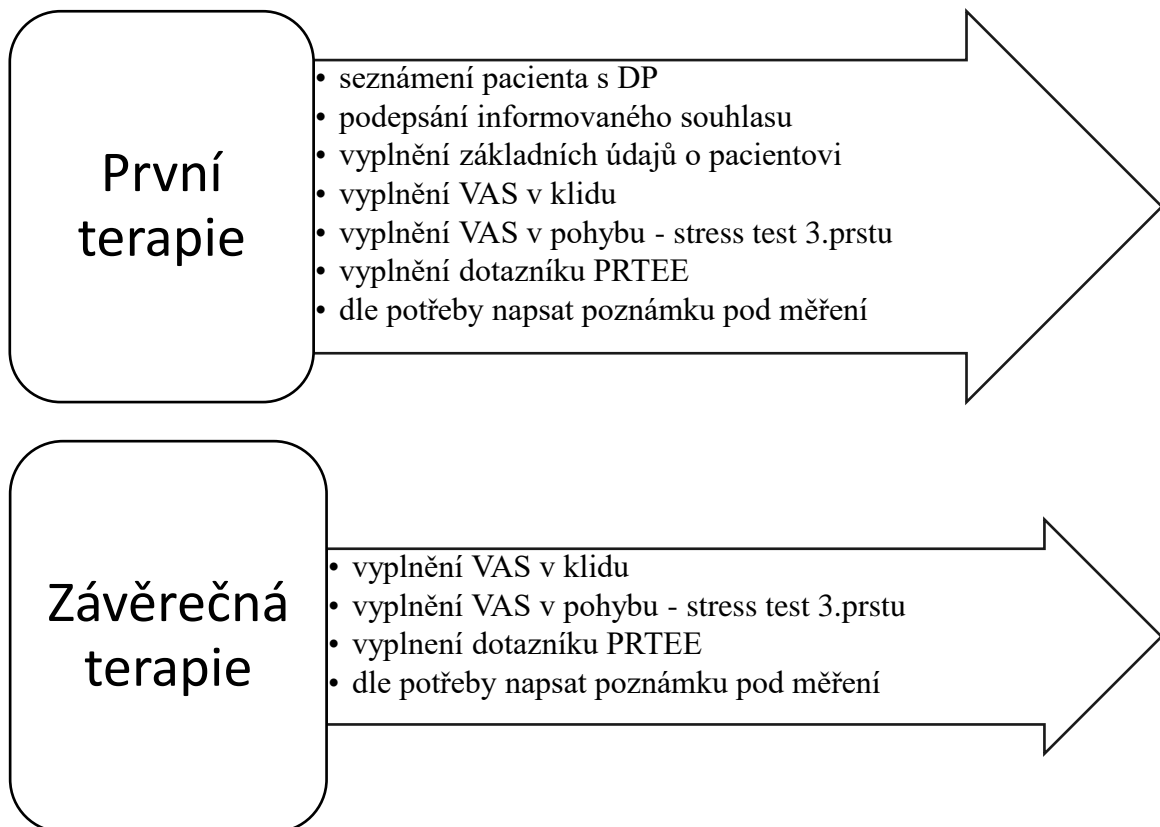 První
terapie
• seznámení pacienta s DP
• podepsání informovaného souhlasu
• vyplnění základních údajů o pacientovi
• vyplnění VAS v klidu
• vyplnění VAS v pohybu - stress test 3.prstu
• vyplnění dotazníku PRTEE
• dle potřeby napsat poznámku pod měření
Závěrečná
terapie
• vyplnění VAS v klidu
• vyplnění VAS v pohybu - stress test 3.prstu
• vyplnení dotazníku PRTEE
• dle potřeby napsat poznámku pod měření